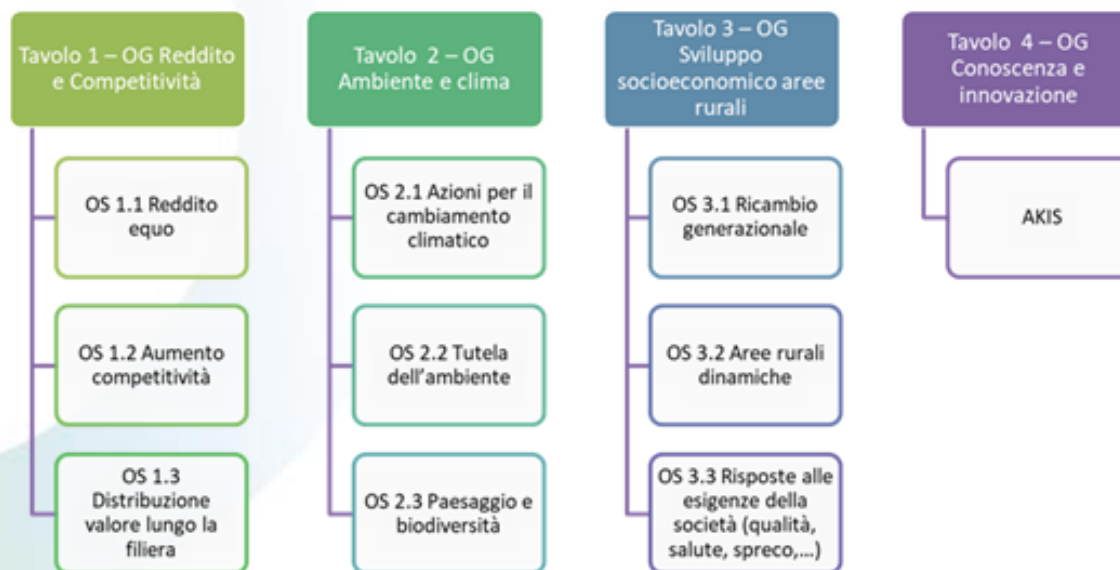 Tavolo 1 – OG Reddito
e Competitività
OS 1.1 Reddito
equo
OS 1.2 Aumento
competitività
OS 1.3
Distribuzione
valore lungo la
filiera
Tavolo 2 – OG
Ambiente e clima
OS 2.1 Azioni per il
cambiamento
climatico
OS 2.2 Tutela
dell'ambiente
OS 2.3 Paesaggio e
biodiversità
Tavolo 3 – OG
Sviluppo
socioeconomico aree
rurali
OS 3.1 Ricambio
generazionale
OS 3.2 Aree rurali
dinamiche
OS 3.3 Risposte alle
esigenze della
società (qualità,
salute, spreco,...)
Tavolo 4 – OG
Conoscenza e
innovazione
AKIS